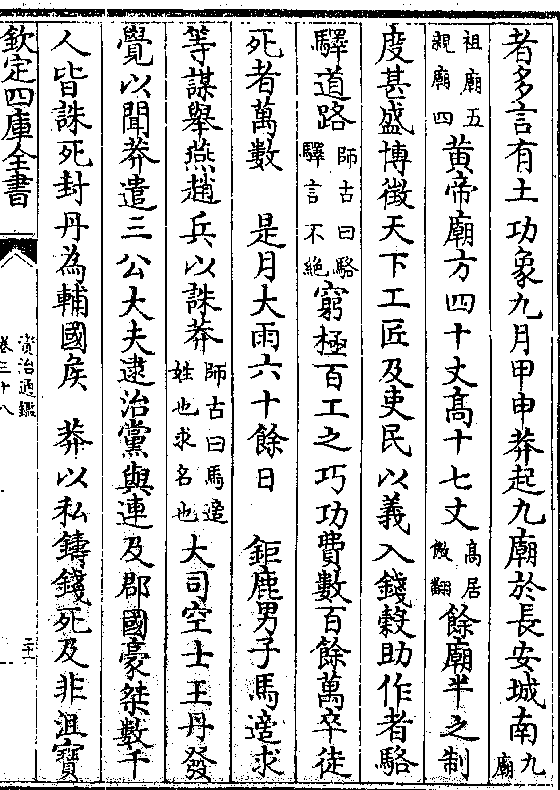 者多言有土功象九月甲申莽起九廟於長安城南九廟
祖廟五親廟四黄帝廟方四十丈髙十七丈髙居傲翻餘廟半之制
度甚盛博徵天下工匠及吏民以義入錢穀助作者駱
驛道路師古曰駱驛言不絶窮極百工之巧功費數百餘萬卒徒
死者萬數　是月大雨六十餘日　鉅鹿男子馬適求
等謀舉燕趙兵以誅莽師古曰馬適姓也求名也大司空士王丹發
覺以聞莽遣三公大夫逮治黨與連及郡國豪桀數千
人皆誅死封丹為輔國侯　莽以私鑄錢死及非沮寶
欽定四庫全書
資治通鑑
卷三十八